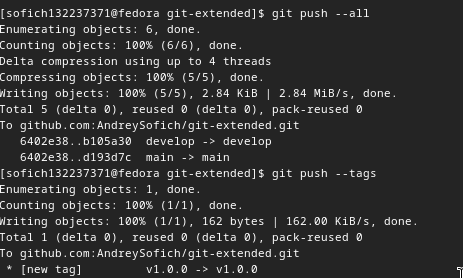 [sofich132237371@fedora git-extended]$ git push --all
Enumerating objects: 6, done.
Counting objects: 100% (6/6), done.
Delta compression using up to 4 threads
Compressing objects: 100% (5/5), done.
Writing objects: 100% (5/5), 2.84 KiB | 2.84 MiB/s, done.
Total 5 (delta 0), reused 0 (delta 0), pack-reused 0
To github.com:AndreySofich/git-extended.git
   6402e38..b105a30  develop -> develop
   6402e38..d193d7c  main -> main
[sofich132237371@fedora git-extended]$ git push --tags
Enumerating objects: 1, done.
Counting objects: 100% (1/1), done.
Writing objects: 100% (1/1), 162 bytes | 162.00 KiB/s, done.
Total 1 (delta 0), reused 0 (delta 0), pack-reused 0
To github.com:AndreySofich/git-extended.git
 * [new tag]         v1.0.0 -> v1.0.0